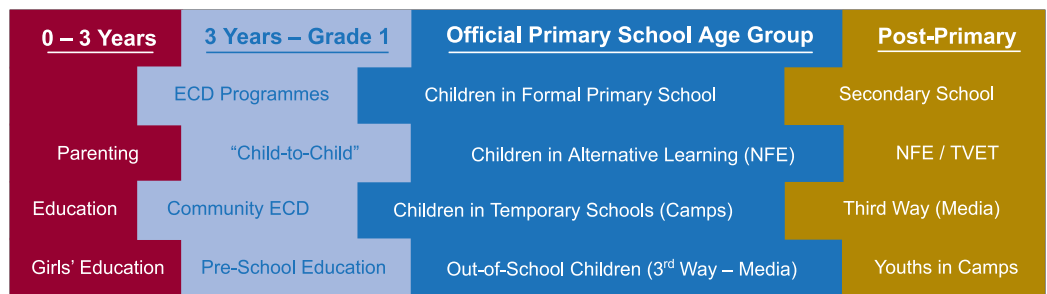 0 – 3 Years
3 Years – Grade 1
Official Primary School Age Group
Post-Primary
ECD Programmes
Children in Formal Primary School
Secondary School
Parenting
“Child-to-Child”
Children in Alternative Learning (NFE)
NFE / TVET
Education
Community ECD
Children in Temporary Schools (Camps)
Third Way (Media)
Girls’ Education
Pre-School Education
Out-of-School Children (3rd Way – Media)
Youths in Camps